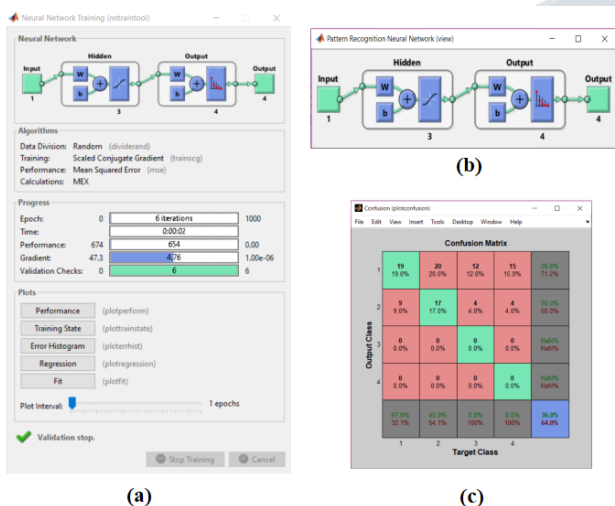 Neural Network Training (nntraintool)
Neural Network
Hidden Output
Input Output
W b + W b +
1 3 4 4
Algorithms
Data Division: Random (dividerand)
Training: Scaled Conjugate Gradient (trainscg)
Performance: Mean Squared Error (mse)
Calculations: MEX
Progress
Epoch: 0 6 iterations 1000
Time: 0:00:02
Performance: 674 654 0.00
Gradient: 47.3 4.76 1.00e-06
Validation Checks: 0 6 6
Plots
Performance (plotperform)
Training State (plottrainstate)
Error Histogram (ploterrhist)
Regression (plotregression)
Fit (plotfit)
Plot Interval: 1 epochs
Validation stop.
Stop Training Cancel
(a)
Pattern Recognition Neural Network (view)
Hidden Output
Input Output
W b + W b +
1 3 4 4
(b)
Confusion (plotconfusion)
File Edit View Insert Tools Desktop Window Help
Confusion Matrix
Output Class
1 19 20 12 15 28.8%
19.0% 20.0% 12.0% 15.0% 71.2%
2 9 17 4 4 50.0%
9.0% 17.0% 4.0% 4.0% 50.0%
3 0 0 0 0 NaN%
0.0% 0.0% 0.0% 0.0% NaN%
4 0 0 0 0 NaN%
0.0% 0.0% 0.0% 0.0% NaN%
67.9% 45.9% 0.0% 0.0% 36.0%
32.1% 54.1% 100% 100% 64.0%
1 2 3 4
Target Class
(c)